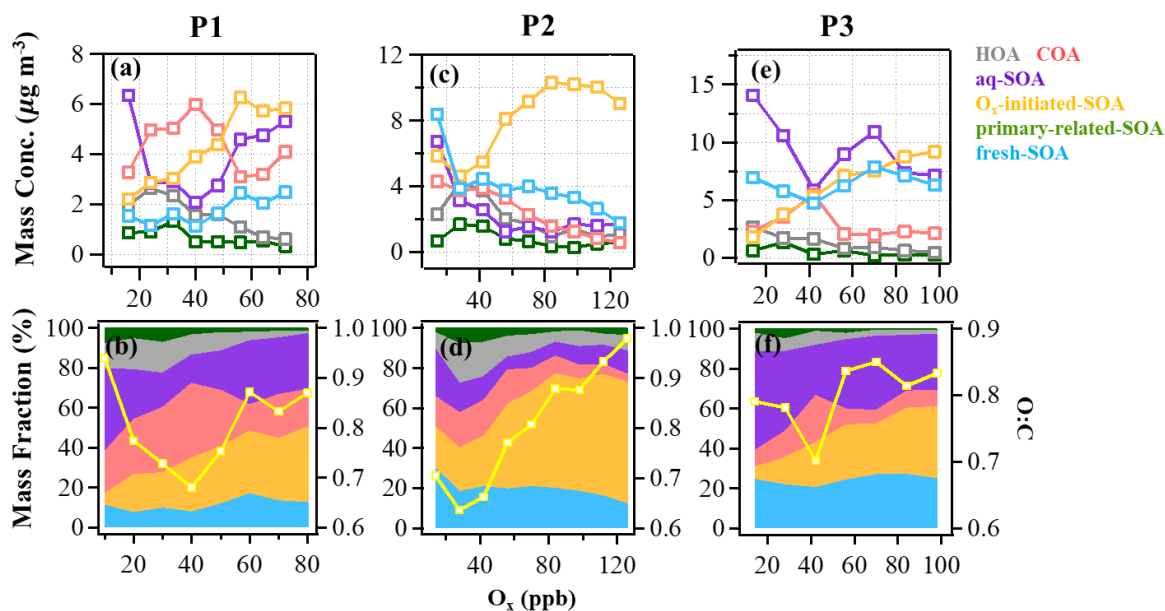 P1 P2 P3
Mass Conc. (μg m-3)
8
6
4
2
0
(a)
20 40 60 80
12
8
4
0
(c)
0 40 80 120
15
10
5
0
(e)
20 40 60 80 100
HOA COA
aq-SOA
Ox-initiated-SOA
primary-related-SOA
fresh-SOA
Mass Fraction (%)
100
80
60
40
20
0
(b)
1.0
0.9
0.8
0.7
0.6
20 40 60 80
100
80
60
40
20
0
(d)
1.0
0.9
0.8
0.7
0.6
0 40 80 120
100
80
60
40
20
0
(f)
0.9
0.8
0.7
0.6
20 40 60 80 100
O:C
Ox (ppb)